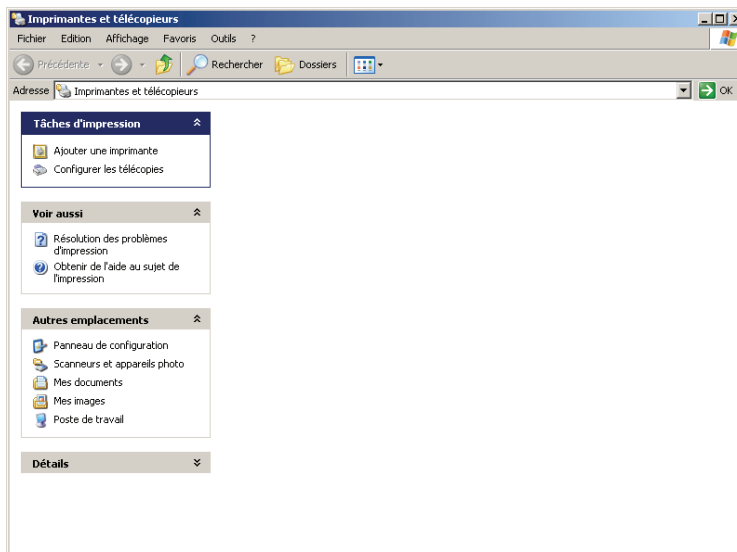 Imprimantes et télécopieurs
Fichier Edition Affichage Favoris Outils ?
Précédente Rechercher Dossiers
Adresse Imprimantes et télécopieurs OK
Tâches d'impression
Ajouter une imprimante
Configurer les télécopies
Voir aussi
Résolution des problèmes
d'impression
Obtenir de l'aide au sujet de
l'impression
Autres emplacements
Panneau de configuration
Scanneurs et appareils photo
Mes documents
Mes images
Poste de travail
Détails